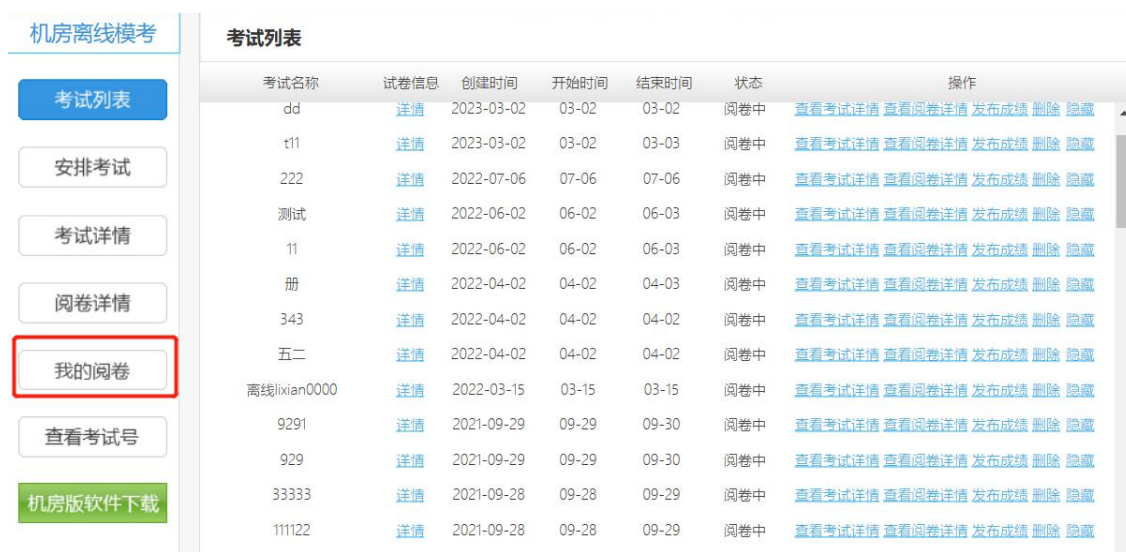 机房离线模考
考试列表
安排考试
考试详情
阅卷详情
我的阅卷
查看考试号
机房版软件下载
考试列表
考试名称 试卷信息 创建时间 开始时间 结束时间 状态 操作
dd 详情 2023-03-02 03-02 03-02 阅卷中 查看考试详情 查看阅卷详情 发布成绩 删除 隐藏
t11 详情 2023-03-02 03-02 03-03 阅卷中 查看考试详情 查看阅卷详情 发布成绩 删除 隐藏
222 详情 2022-07-06 07-06 07-06 阅卷中 查看考试详情 查看阅卷详情 发布成绩 删除 隐藏
测试 详情 2022-06-02 06-02 06-03 阅卷中 查看考试详情 查看阅卷详情 发布成绩 删除 隐藏
11 详情 2022-06-02 06-02 06-03 阅卷中 查看考试详情 查看阅卷详情 发布成绩 删除 隐藏
册 详情 2022-04-02 04-02 04-03 阅卷中 查看考试详情 查看阅卷详情 发布成绩 删除 隐藏
343 详情 2022-04-02 04-02 04-02 阅卷中 查看考试详情 查看阅卷详情 发布成绩 删除 隐藏
五二 详情 2022-04-02 04-02 04-02 阅卷中 查看考试详情 查看阅卷详情 发布成绩 删除 隐藏
离线lixian0000 详情 2022-03-15 03-15 03-15 阅卷中 查看考试详情 查看阅卷详情 发布成绩 删除 隐藏
9291 详情 2021-09-29 09-29 09-30 阅卷中 查看考试详情 查看阅卷详情 发布成绩 删除 隐藏
929 详情 2021-09-29 09-29 09-30 阅卷中 查看考试详情 查看阅卷详情 发布成绩 删除 隐藏
33333 详情 2021-09-28 09-28 09-29 阅卷中 查看考试详情 查看阅卷详情 发布成绩 删除 隐藏
111122 详情 2021-09-28 09-28 09-29 阅卷中 查看考试详情 查看阅卷详情 发布成绩 删除 隐藏